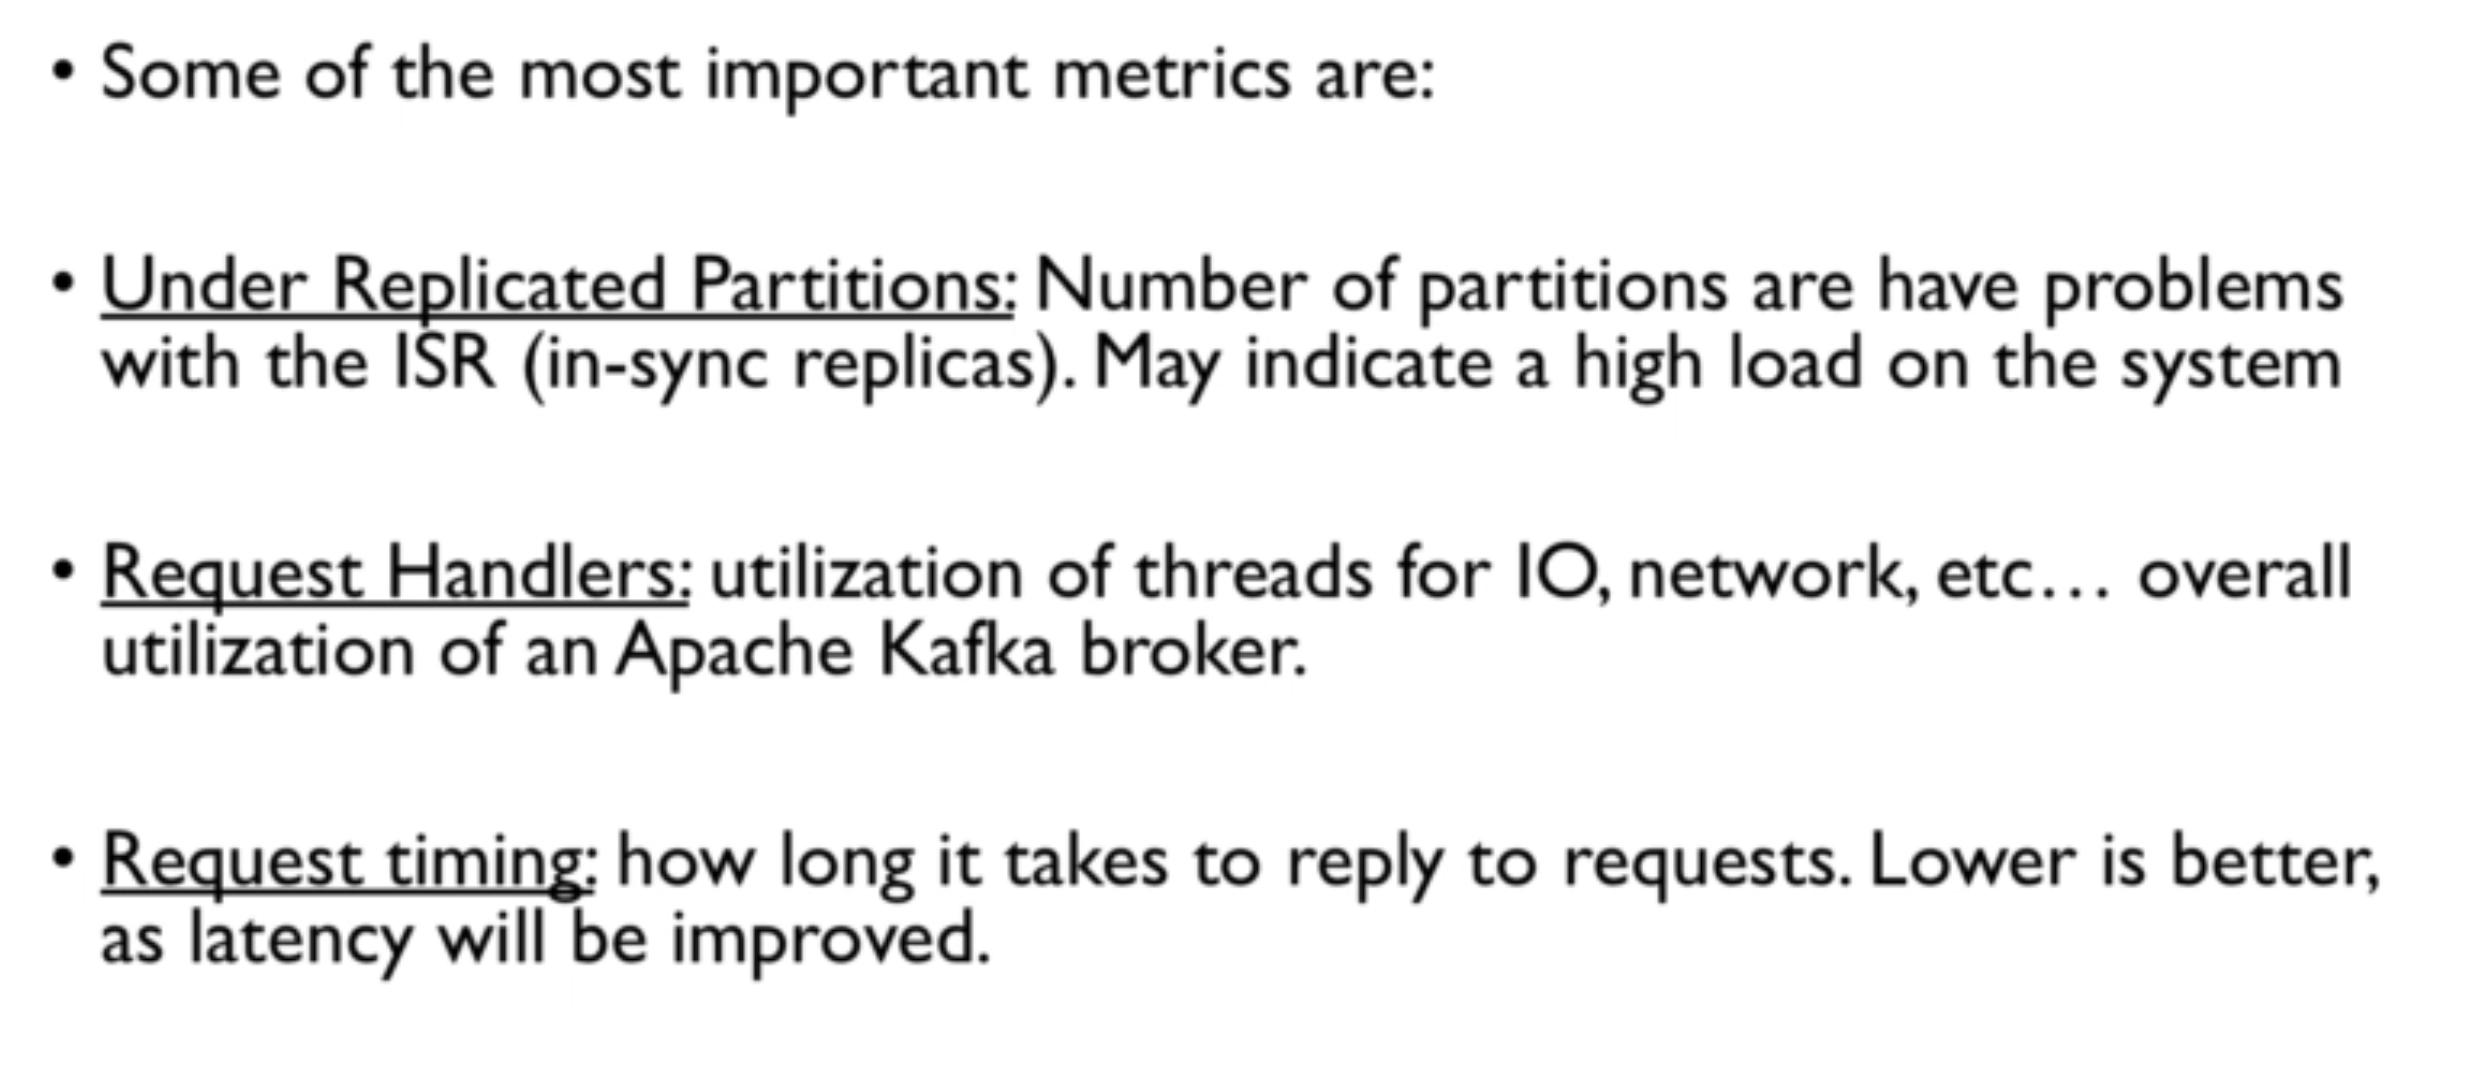 • Some of the most important metrics are:
• Under Replicated Partitions: Number of partitions are have problems
with the ISR (in-sync replicas). May indicate a high load on the system
• Request Handlers: utilization of threads for IO, network, etc… overall
utilization of an Apache Kafka broker.
• Request timing: how long it takes to reply to requests. Lower is better,
as latency will be improved.